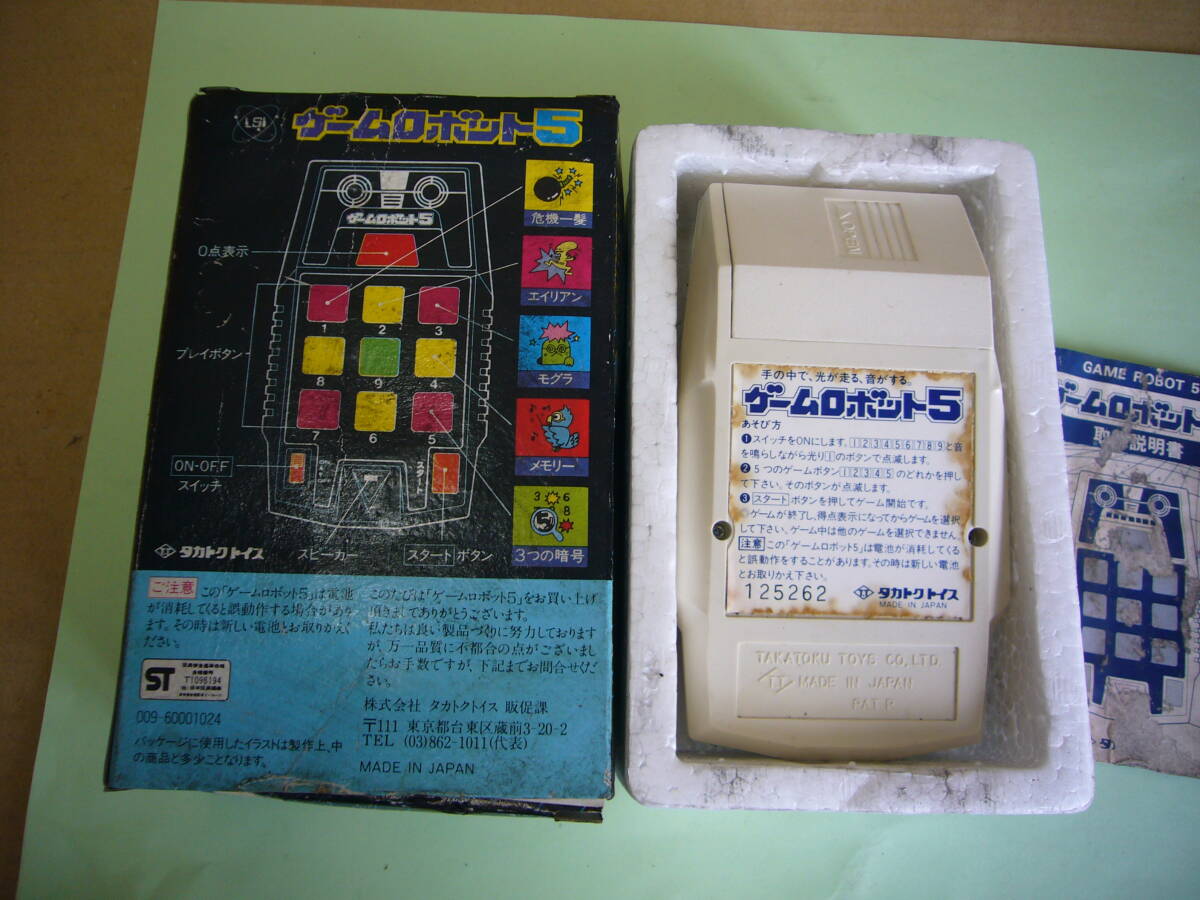 LSI
ゲームロボット5
危機一髪
ゲームロボット5
0点表示
エイリアン
1
2
3
プレイボタン
モグラ
8
9
4
7
6
5
メモリー
ON-OFF
スイッチ
3 6
8
3つの暗号
タカトクトイス
スピーカー
スタートボタン
ご注意 この「ゲームロボット5」は電池
が消耗してくると誤動作する場合があり
ます。その時は新しい電池とお取りかえく
ださい。
このたびは「ゲームロボット5」をお買い上げ
頂きましてありがとうございます。
私たちは良い製品づくりに努力しております
が、万一品質に不都合の点がございまし
たらお手数ですが、下記までお問合せくだ
さい。
ST
T1096194
009-60001024
パッケージに使用したイラストは製作上、中
の商品と多少ことなります。
株式会社 タカトクトイス 販促課
〒111 東京都台東区蔵前3-20-2
TEL (03)862-1011(代表)
MADE IN JAPAN
手の中で、光が走る、音がする。
ゲームロボット5
あそび方
❶スイッチをONにします。1 2 3 4 5 6 7 8 9と音
を鳴らしながら光り1のボタンで点滅します。
❷5つのゲームボタン1 2 3 4 5のどれかを押し
て下さい。そのボタンが点滅します。
❸スタートボタンを押してゲーム開始です。
ゲームが終了し、得点表示になってからゲームを選択
して下さい。ゲーム中は他のゲームを選択できません。
注意 この「ゲームロボット5」は電池が消耗してくる
と誤動作をすることがあります。その時は新しい電池
とお取りかえ下さい。
125262
タカトクトイス
MADE IN JAPAN
TAKATOKU TOYS CO., LTD.
TT MADE IN JAPAN
PAT. P.
GAME ROBOT 5
ゲームロボット
取 説明書